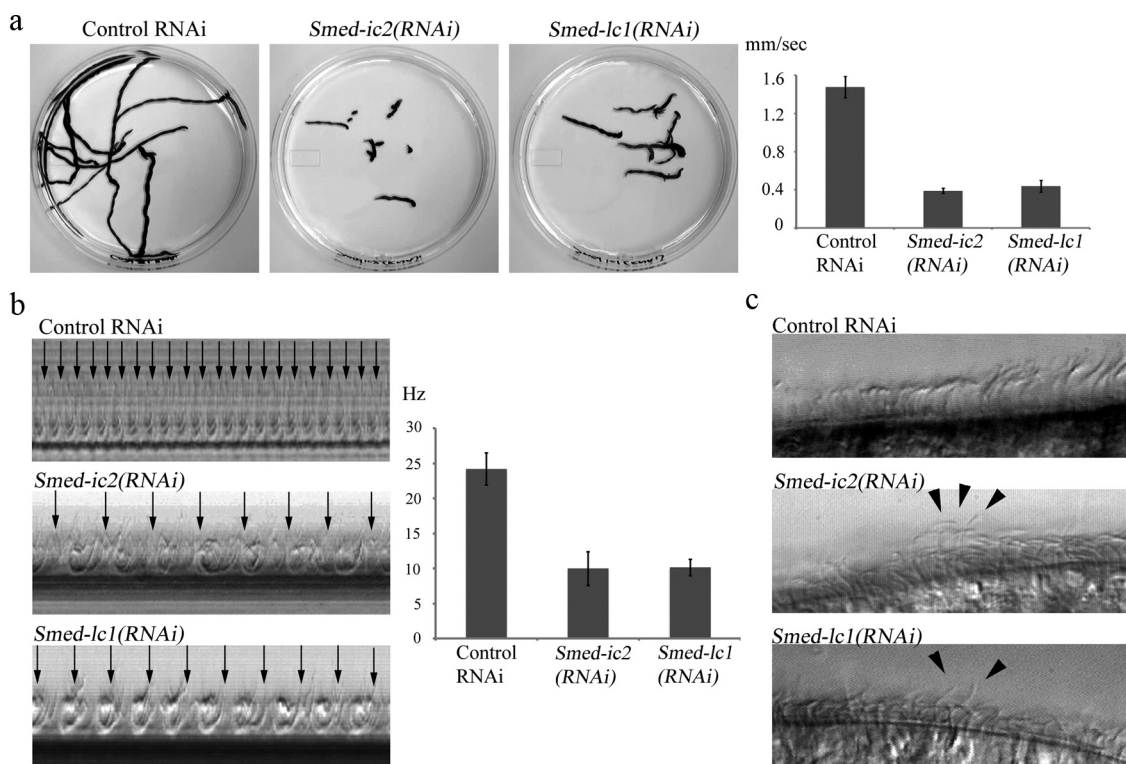 a
Control RNAi
Smed-ic2(RNAi)
Smed-lc1(RNAi)
mm/sec
1.6
1.2
0.8
0.4
0
Control
RNAi
Smed-ic2
(RNAi)
Smed-lc1
(RNAi)
b
Control RNAi
Smed-ic2(RNAi)
Smed-lc1(RNAi)
Hz
30
25
20
15
10
5
0
Control
RNAi
Smed-ic2
(RNAi)
Smed-lc1
(RNAi)
c
Control RNAi
Smed-ic2(RNAi)
Smed-lc1(RNAi)